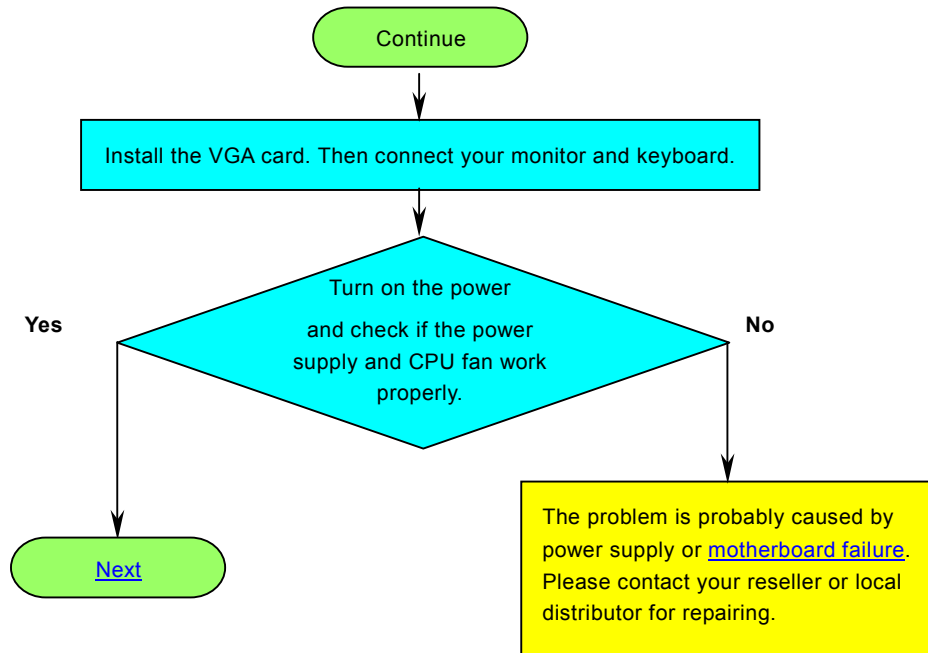 Continue
Install the VGA card. Then connect your monitor and keyboard.
Turn on the power
and check if the power
supply and CPU fan work
properly.
Yes
No
Next
The problem is probably caused by
power supply or motherboard failure.
Please contact your reseller or local
distributor for repairing.